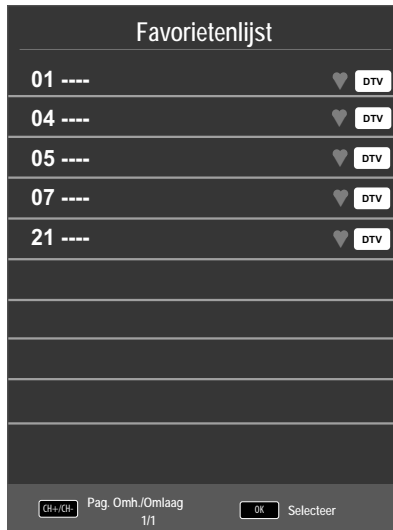 Favorietenlijst
01 ---- DTV
04 ---- DTV
05 ---- DTV
07 ---- DTV
21 ---- DTV
CH+/CH- Pag. Omh./Omlaag OK Selecteer
1/1